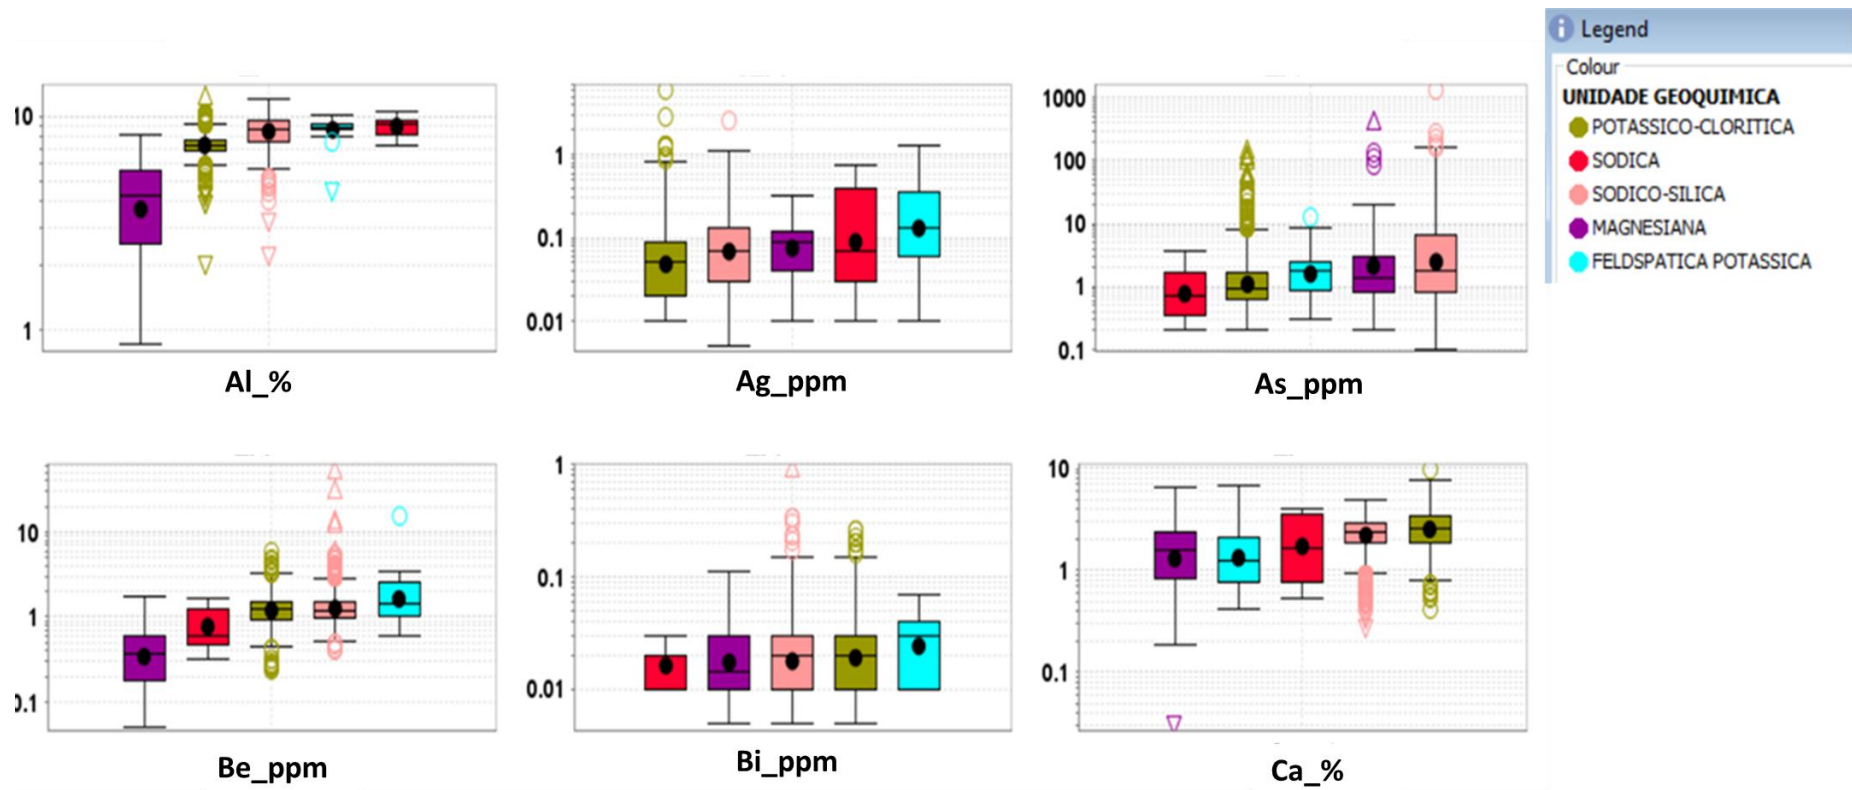 Legend
Colour
UNIDADE GEOQUIMICA
POTASSICO-CLORITICA
SODICA
SODICO-SILICA
MAGNESIANA
FELDSPATICA POTASSICA
10
1
Al_%
1
0.1
0.01
Ag_ppm
1000
100
10
1
0.1
As_ppm
10
1
0.1
Be_ppm
1
0.1
0.01
Bi_ppm
10
1
0.1
Ca_%